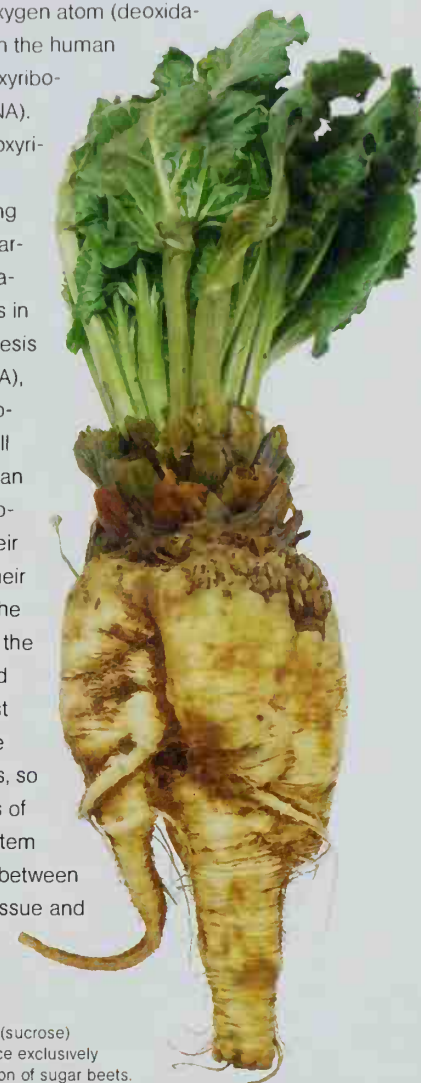 xygen atom (deoxida-
n the human
xyribo-
NA).
oxyri-
ng
ar-
a-
s in
esis
A),
o-
ll
an
o-
eir
eir
he
the
d
st
e
s, so
s of
tem
between
ssue and
(sucrose)
ce exclusively
on of sugar beets.